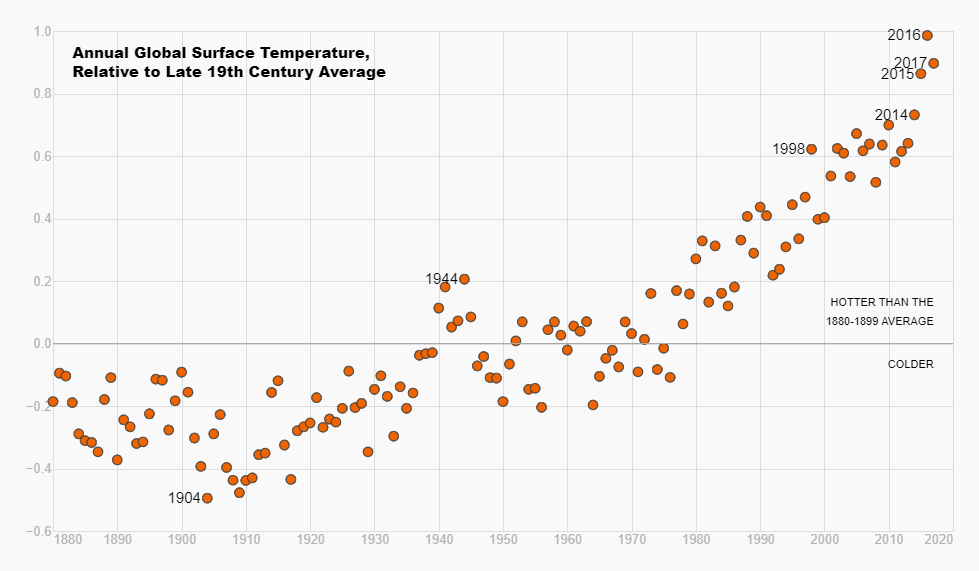 Annual Global Surface Temperature,
Relative to Late 19th Century Average
1.0
0.8
0.6
0.4
0.2
0.0
−0.2
−0.4
−0.6
2016
2017
2015
2014
1998
1944
1904
HOTTER THAN THE
1880-1899 AVERAGE
COLDER
1880 1890 1900 1910 1920 1930 1940 1950 1960 1970 1980 1990 2000 2010 2020